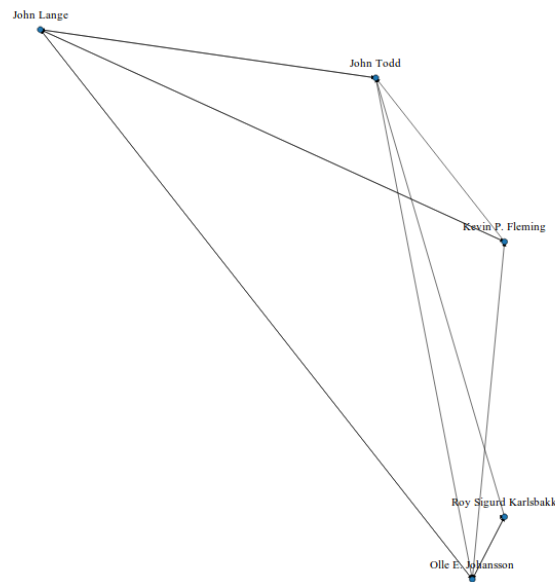 John Lange
John Todd
Kevin P. Fleming
Roy Sigurd Karlsbakk
Olle E. Johansson